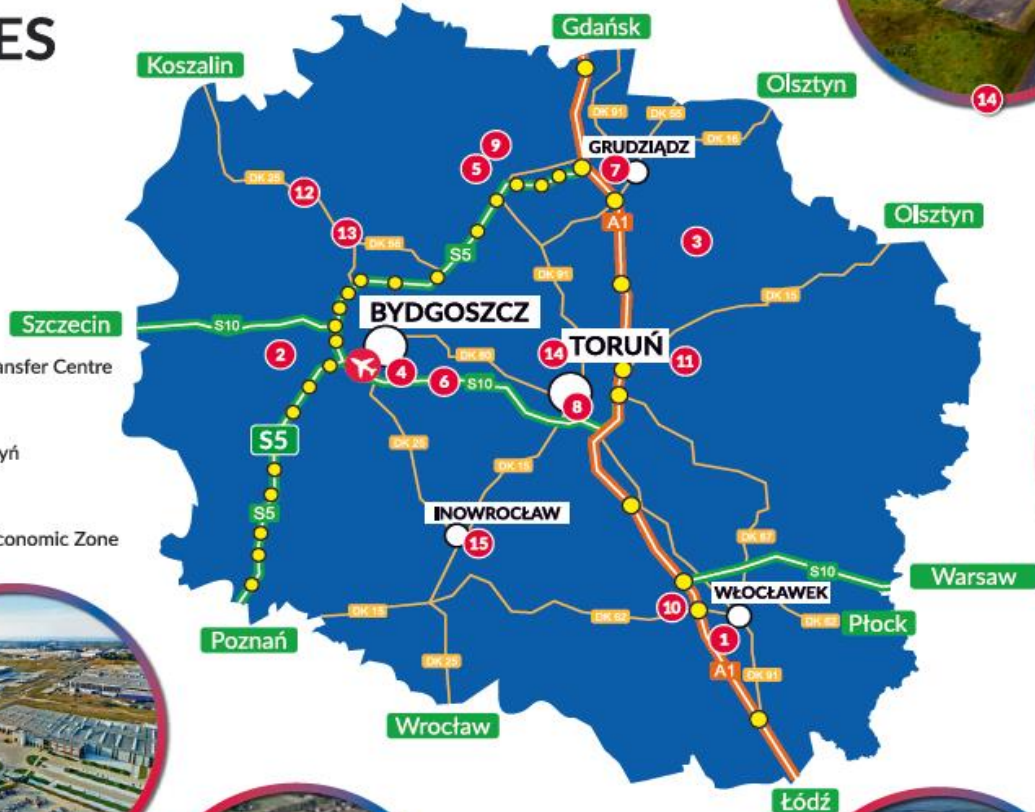 ES
Gdańsk
Koszalin
Olsztyn
14
DK 91
DK 55
DK 16
9
GRUDZIĄDZ
5
7
DK 25
12
Olsztyn
A1
13
3
DK 56
S5
DK 91
DK 15
BYDGOSZCZ
Szczecin
S10
TORUŃ
2
DK 80
14
11
ansfer Centre
4
6
S10
8
S5
DK 25
yń
DK 15
INOWROCŁAW
S5
15
DK 67
conomic Zone
S10
Warsaw
WŁOCŁAWEK
10
DK 15
DK 62
DK 62
Płock
Poznań
1
DK 25
A1
DK 91
Wrocław
Łódź